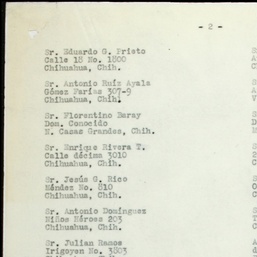 - 2 -
Sr. Eduardo G. Prieto
Calle 18 No. 1800
Chihuahua, Chih.
Sr. Antonio Ruíz Ayala
Gómez Farías 307-9
Chihuahua, Chih.
Sr. Florentino
Dom. Conocido
N. Casas Grandes, Chih.
Sr. Enrique Rivera T.
Calle décima 3010
Chihuahua, Chih.
Sr. Jesús G. Rico
Méndez No. 810
Chihuahua, Chih.
Sr. Antonio Domínguez
Niños Héroes 203
Chihuahua, Chih.
Sr. Julian Ramos
Irigoyen No. 3803